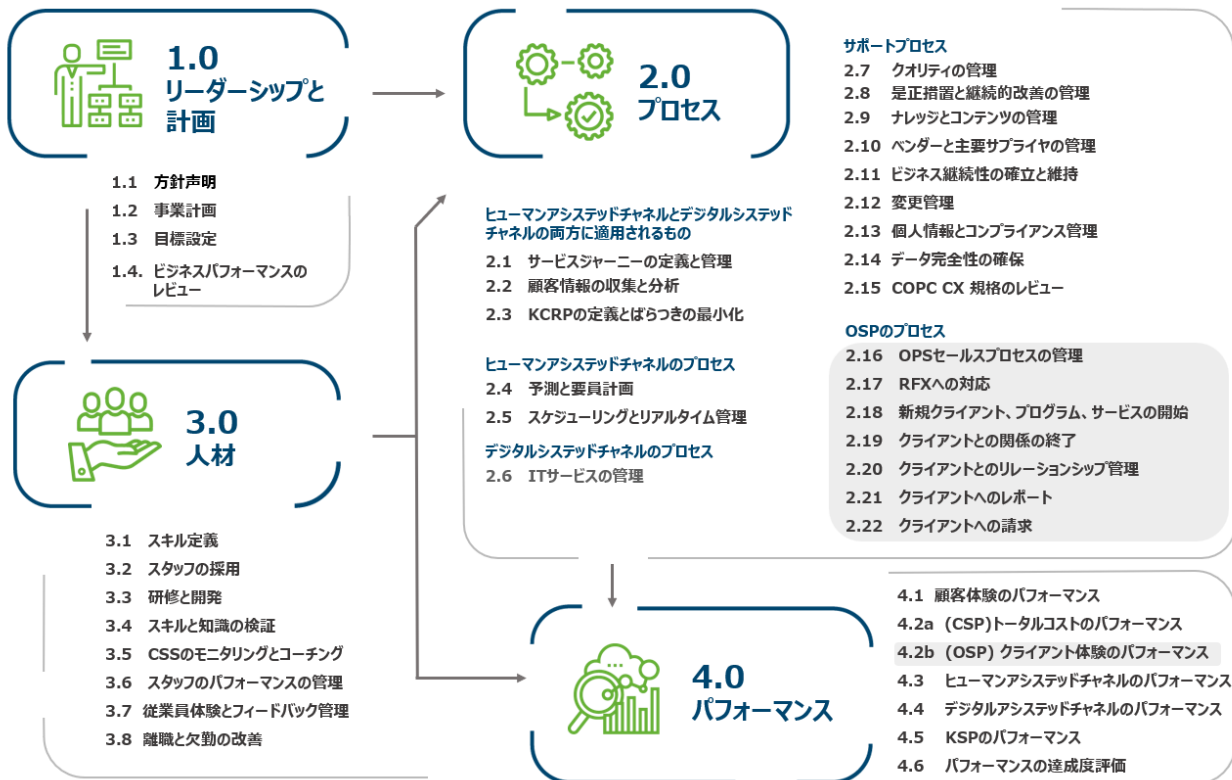 1.0
リーダーシップと
計画
1.1 方針声明
1.2 事業計画
1.3 目標設定
1.4. ビジネスパフォーマンスの
レビュー
2.0
プロセス
ヒューマンアシステッドチャネルとデジタルシステッド
チャネルの両方に適用されるもの
2.1 サービスジャーニーの定義と管理
2.2 顧客情報の収集と分析
2.3 KCRPの定義とばらつきの最小化
ヒューマンアシステッドチャネルのプロセス
2.4 予測と要員計画
2.5 スケジューリングとリアルタイム管理
デジタルシステッドチャネルのプロセス
2.6 ITサービスの管理
サポートプロセス
2.7 クオリティの管理
2.8 是正措置と継続的改善の管理
2.9 ナレッジとコンテンツの管理
2.10 ベンダーと主要サプライヤの管理
2.11 ビジネス継続性の確立と維持
2.12 変更管理
2.13 個人情報とコンプライアンス管理
2.14 データ完全性の確保
2.15 COPC CX 規格のレビュー
OSPのプロセス
2.16 OPSセールスプロセスの管理
2.17 RFXへの対応
2.18 新規クライアント、プログラム、サービスの開始
2.19 クライアントとの関係の終了
2.20 クライアントとのリレーションシップ管理
2.21 クライアントへのレポート
2.22 クライアントへの請求
3.0
人材
3.1 スキル定義
3.2 スタッフの採用
3.3 研修と開発
3.4 スキルと知識の検証
3.5 CSSのモニタリングとコーチング
3.6 スタッフのパフォーマンスの管理
3.7 従業員体験とフィードバック管理
3.8 離職と欠勤の改善
4.0
パフォーマンス
4.1 顧客体験のパフォーマンス
4.2a (CSP)トータルコストのパフォーマンス
4.2b (OSP) クライアント体験のパフォーマンス
4.3 ヒューマンアシステッドチャネルのパフォーマンス
4.4 デジタルアシステッドチャネルのパフォーマンス
4.5 KSPのパフォーマンス
4.6 パフォーマンスの達成度評価